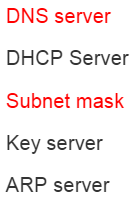 DNS server
DHCP Server
Subnet mask
Key server
ARP server